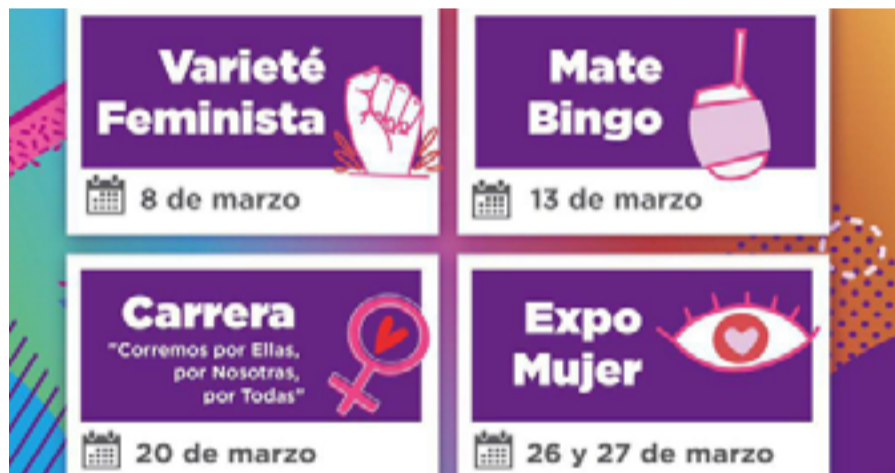 Varieté
Feminista
8 de marzo
Mate
Bingo
13 de marzo
Carrera
"Corremos por Ellas,
por Nosotras,
por Todas"
20 de marzo
Expo
Mujer
26 y 27 de marzo